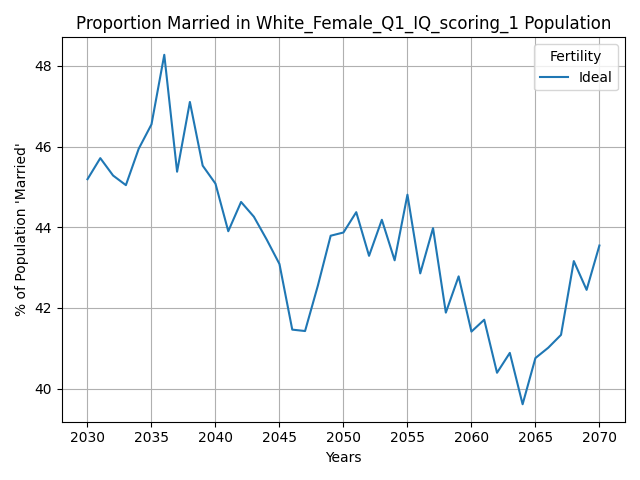 Proportion Married in White_Female_Q1_IQ_scoring_1 Population
Fertility
Ideal
% of Population 'Married'
48
46
44
42
40
2030 2035 2040 2045 2050 2055 2060 2065 2070
Years